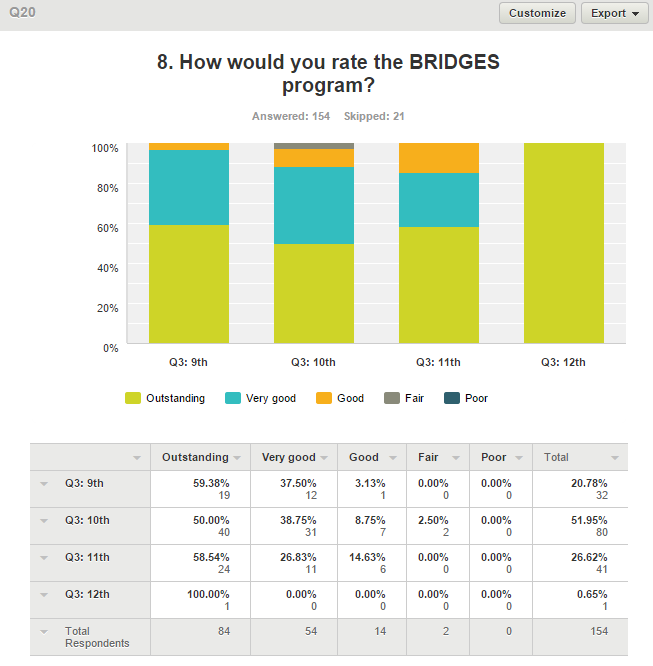 Q20
Customize
Export
8. How would you rate the BRIDGES
program?
Answered: 154 Skipped: 21
100%
80%
60%
40%
20%
0%
Q3: 9th Q3: 10th Q3: 11th Q3: 12th
Outstanding Very good Good Fair Poor
Outstanding Very good Good Fair Poor Total
Q3: 9th 59.38% 37.50% 3.13% 0.00% 0.00% 20.78%
19 12 1 0 0 32
Q3: 10th 50.00% 38.75% 8.75% 2.50% 0.00% 51.95%
40 31 7 2 0 80
Q3: 11th 58.54% 26.83% 14.63% 0.00% 0.00% 26.62%
24 11 6 0 0 41
Q3: 12th 100.00% 0.00% 0.00% 0.00% 0.00% 0.65%
1 0 0 0 0 1
Total 84 54 14 2 0 154
Respondents